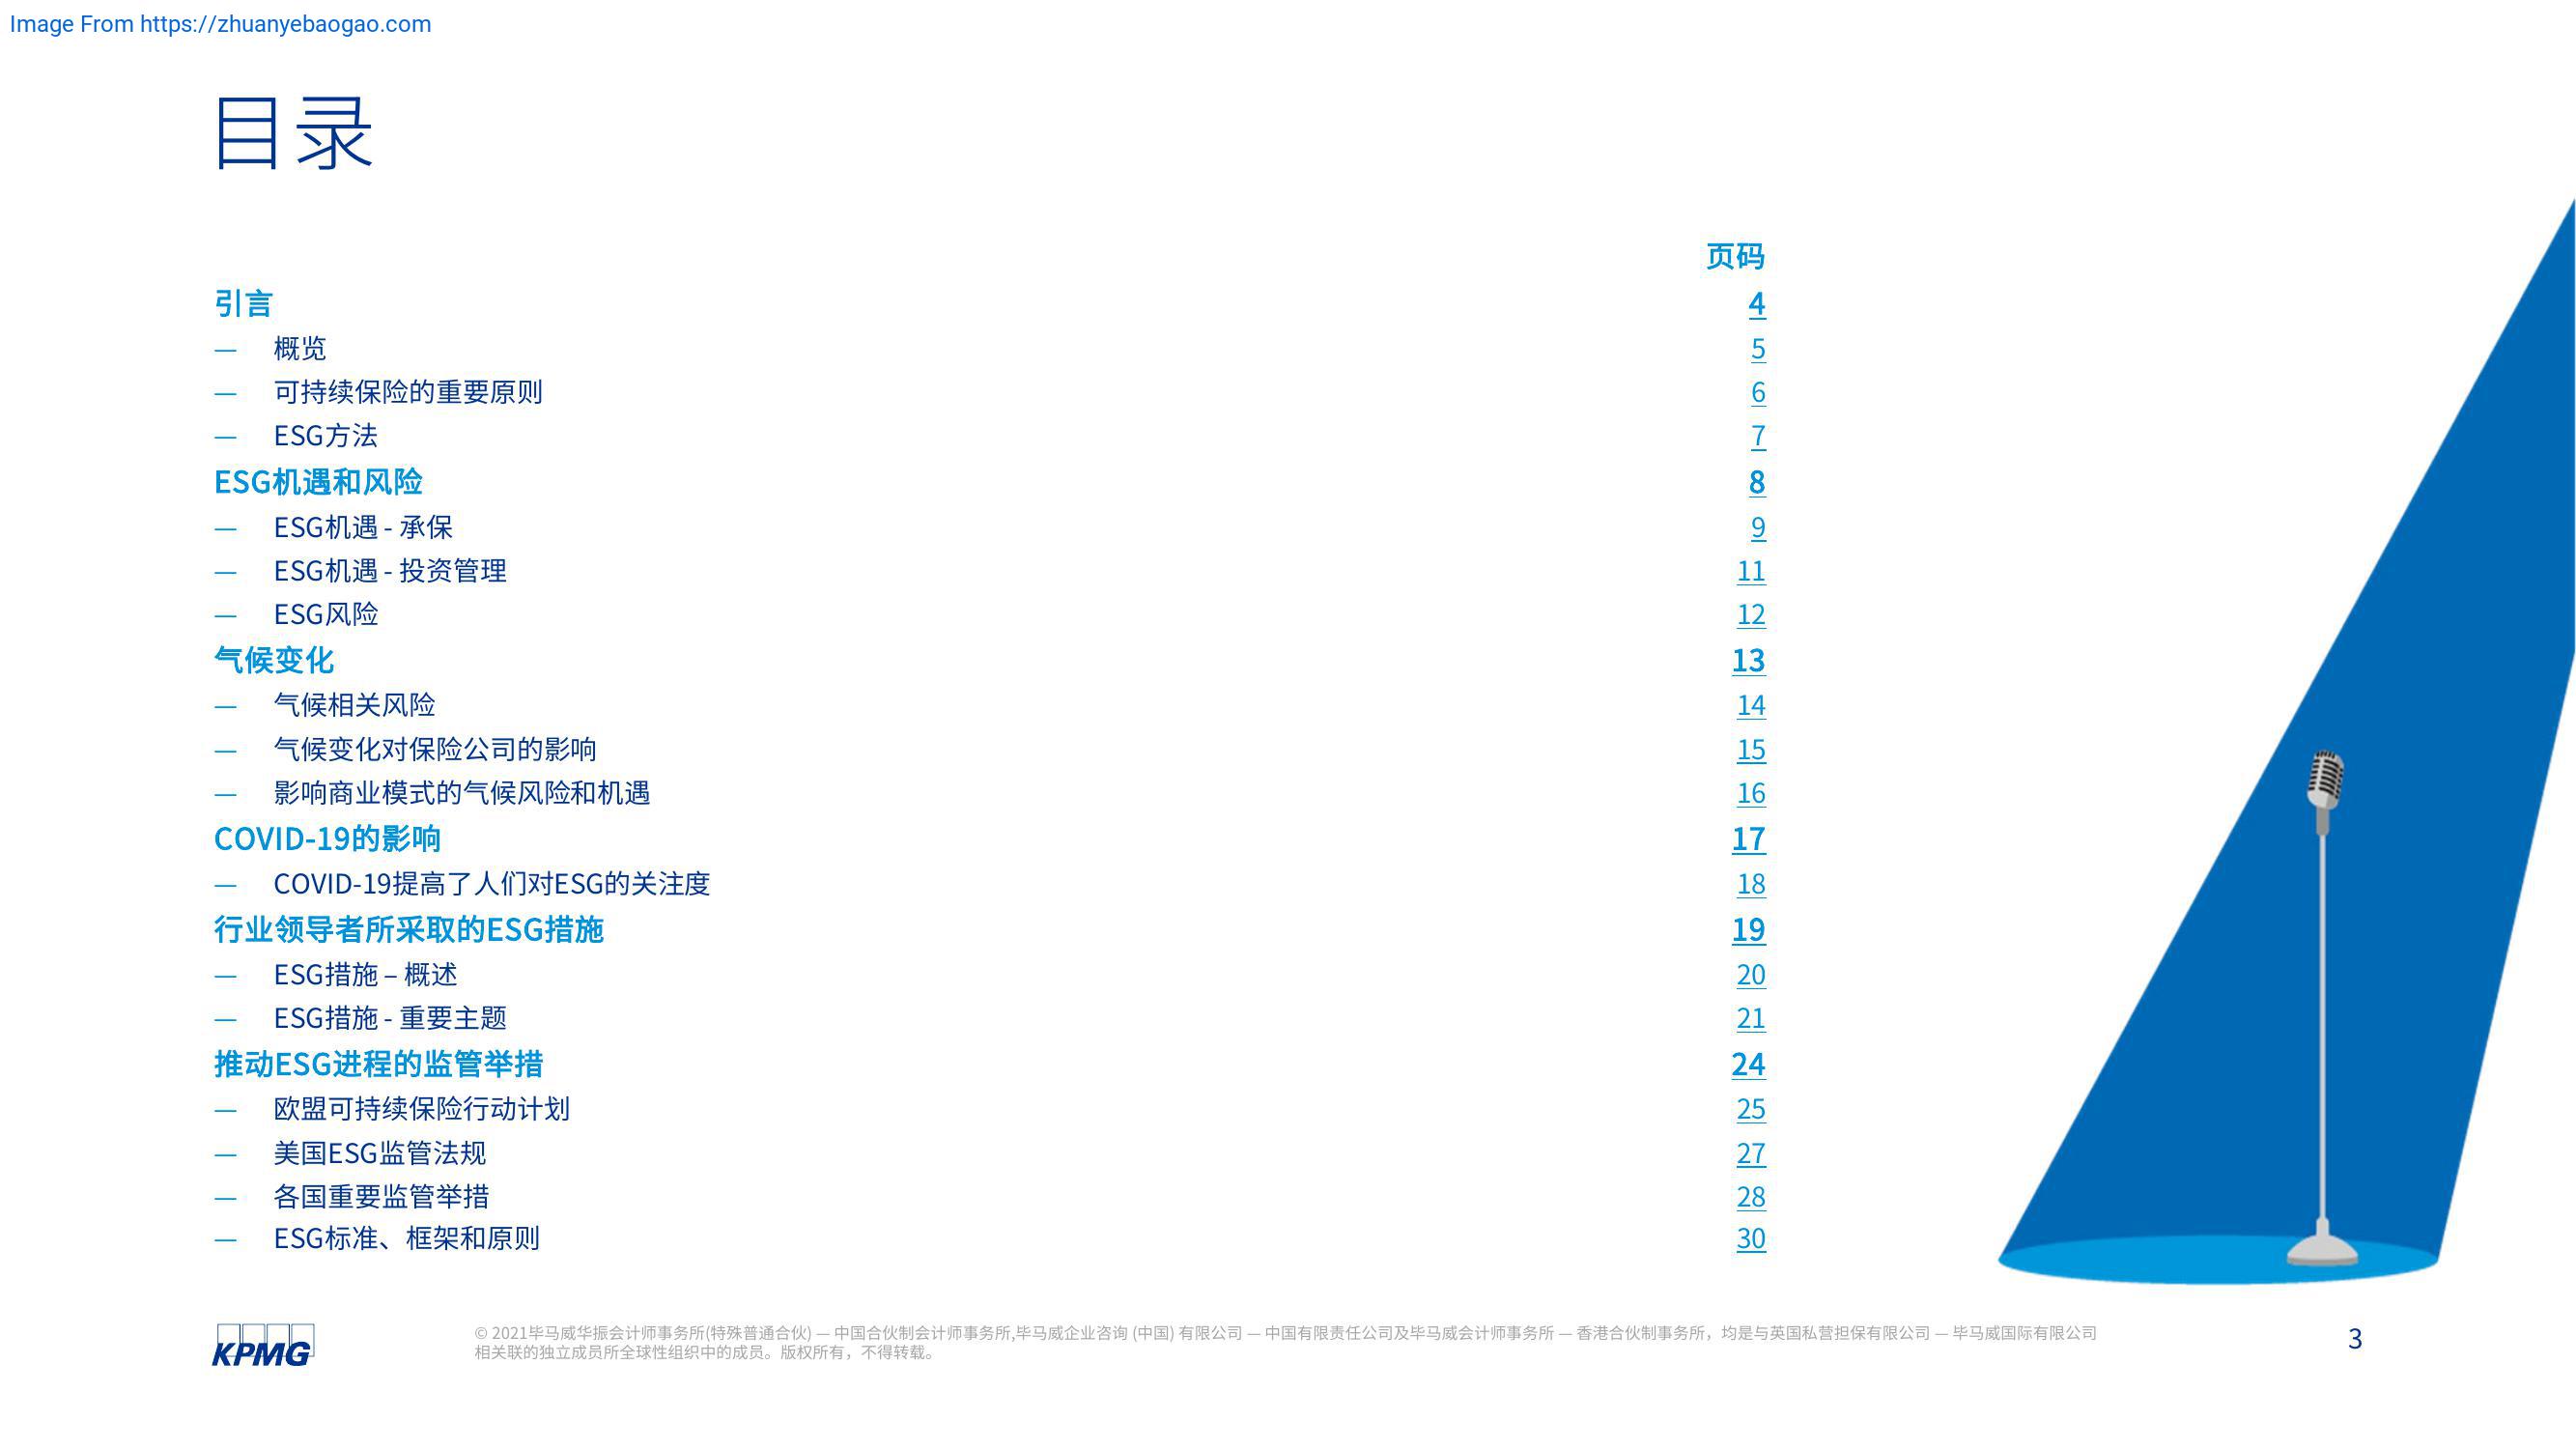 Image From https://zhuanyebaogao.com
目录
页码
引言 4
— 概览 5
— 可持续保险的重要原则 6
— ESG方法 7
ESG机遇和风险 8
— ESG机遇 - 承保 9
— ESG机遇 - 投资管理 11
— ESG风险 12
气候变化 13
— 气候相关风险 14
— 气候变化对保险公司的影响 15
— 影响商业模式的气候风险和机遇 16
COVID-19的影响 17
— COVID-19提高了人们对ESG的关注度 18
行业领导者所采取的ESG措施 19
— ESG措施 – 概述 20
— ESG措施 - 重要主题 21
推动ESG进程的监管举措 24
— 欧盟可持续保险行动计划 25
— 美国ESG监管法规 27
— 各国重要监管举措 28
— ESG标准、框架和原则 30
KPMG
© 2021毕马威华振会计师事务所(特殊普通合伙) — 中国合伙制会计师事务所,毕马威企业咨询 (中国) 有限公司 — 中国有限责任公司及毕马威会计师事务所 — 香港合伙制事务所，均是与英国私营担保有限公司 — 毕马威国际有限公司
相关联的独立成员所全球性组织中的成员。版权所有，不得转载。
3